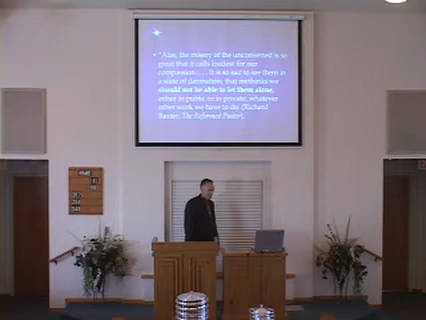 • "Alas, the misery of the unconverted is so
great that it calls loudest for our
compassion. . . . It is so sad to see them in
a state of damnation, that methinks we
should not be able to let them alone,
either in public or in private, whatever
other work we have to do. (Richard
Baxter, The Reformed Pastor).